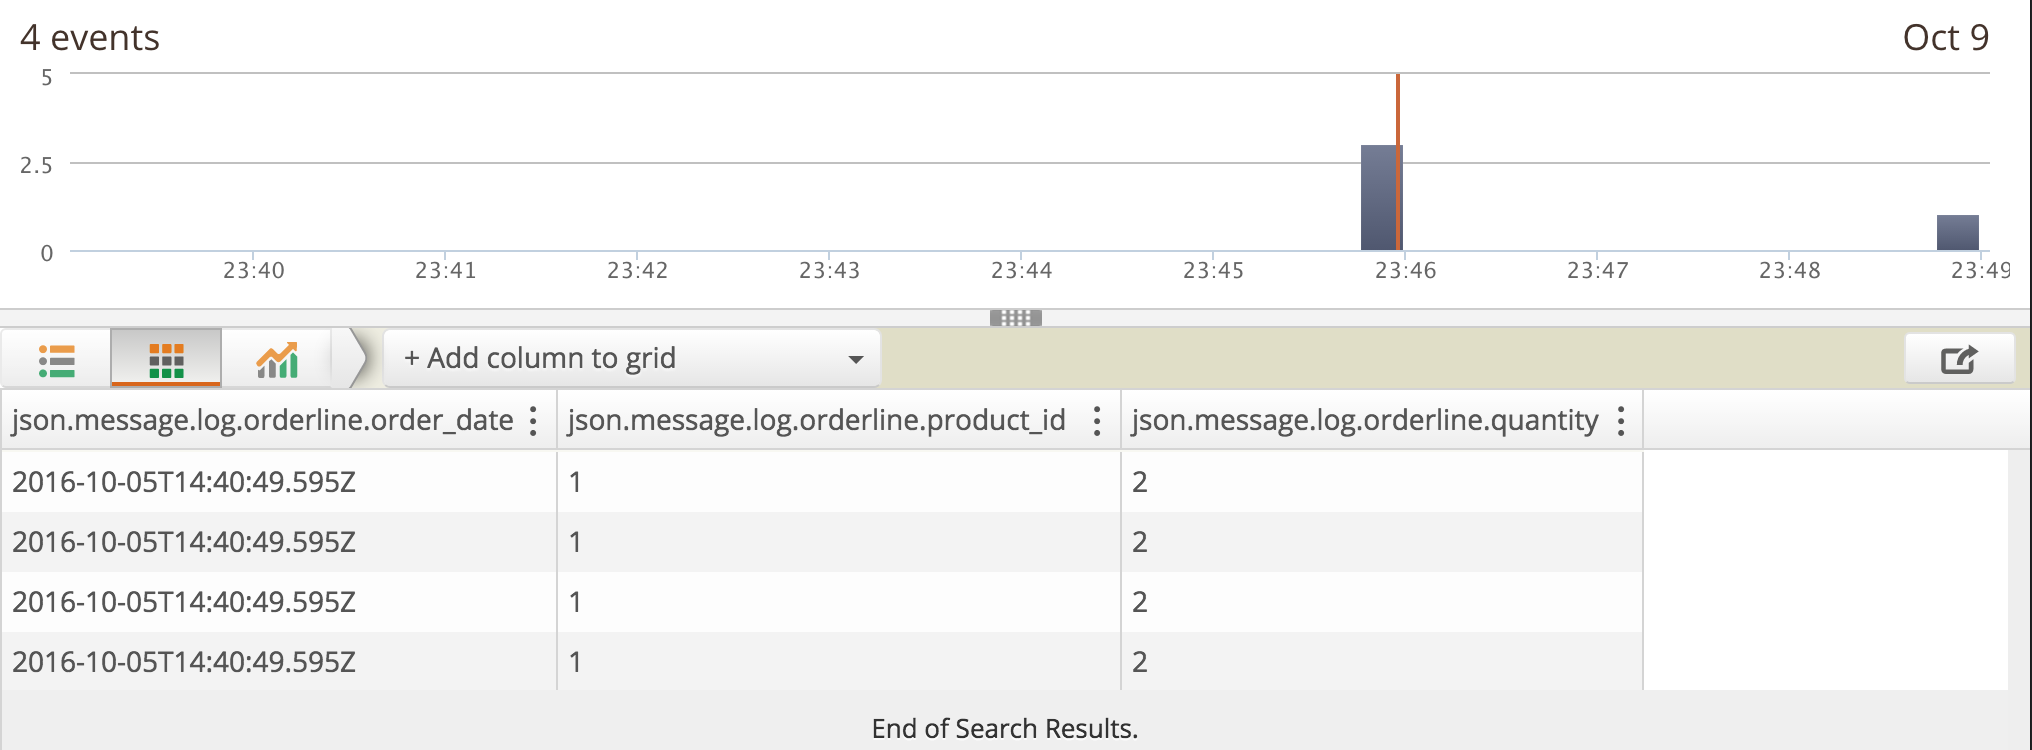 4 events Oct 9
5
2.5
0
23:40 23:41 23:42 23:43 23:44 23:45 23:46 23:47 23:48 23:49
+ Add column to grid
json.message.log.orderline.order_date json.message.log.orderline.product_id json.message.log.orderline.quantity
2016-10-05T14:40:49.595Z 1 2
2016-10-05T14:40:49.595Z 1 2
2016-10-05T14:40:49.595Z 1 2
2016-10-05T14:40:49.595Z 1 2
End of Search Results.